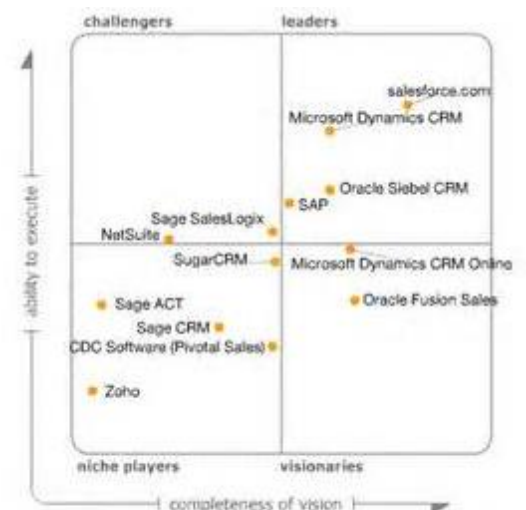 challengers
leaders
salesforce.com
Microsoft Dynamics CRM
Oracle Siebel CRM
SAP
Sage SalesLogix
NetSuite
SugarCRM
Microsoft Dynamics CRM Online
Sage ACT
Oracle Fusion Sales
Sage CRM
CDC Software (Pivotal Sales)
Zoho
niche players
visionaries
ability to execute
completeness of vision